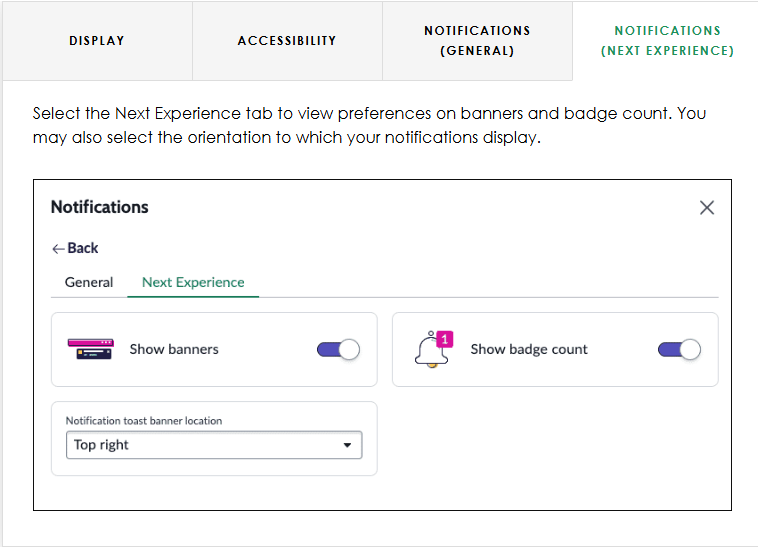 DISPLAY
ACCESSIBILITY
NOTIFICATIONS
(GENERAL)
NOTIFICATIONS
(NEXT EXPERIENCE)
Select the Next Experience tab to view preferences on banners and badge count. You
may also select the orientation to which your notifications display.
Notifications
Back
General Next Experience
Show banners
1
Show badge count
Notification toast banner location
Top right